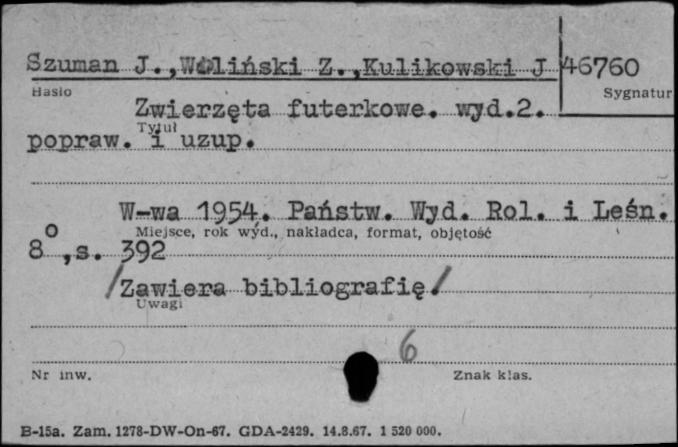 Szuman J.,Woliński Z.,Kulikowski J 46760
Hasło Sygnatur
Zwierzęta futerkowe. wyd.2.
Tytuł
popraw. i uzup.
W-wa 1954. Państw. Wyd. Rol. i Leśn.
Miejsce, rok wyd., nakładca, format, objętość
8⁰,s. 392
/Zawiera bibliografię/
Uwagi
6
Nr inw. Znak klas.
B-15a. Zam. 1278-DW-On-67. GDA-2429. 14.8.67. 1 520 000.